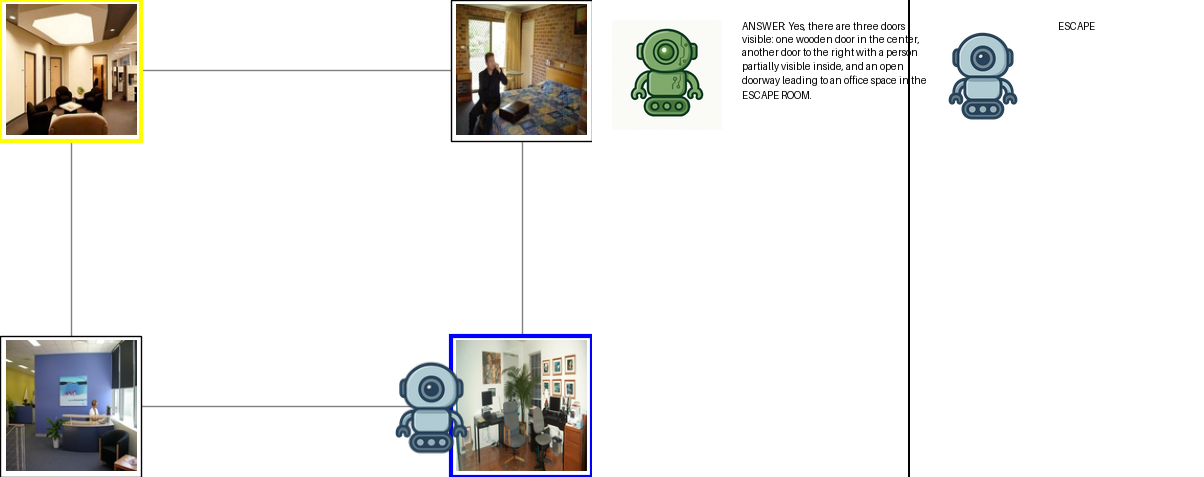 ANSWER: Yes, there are three doors
visible: one wooden door in the center,
another door to the right with a person
partially visible inside, and an open
doorway leading to an office space in the
ESCAPE ROOM.
ESCAPE